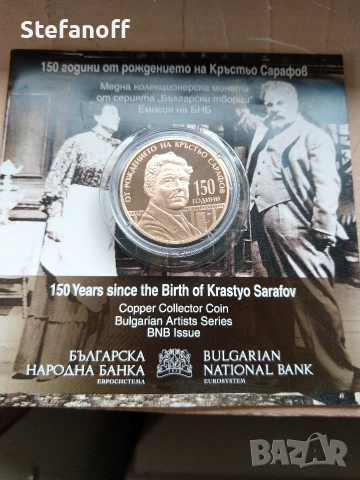 Stefanoff
150 години от рождението на Кръстьо Сарафов
Медна колекционерска монета
от серията „Български творци“
Емисия на БНБ
ОТ РОЖДЕНИЕТО НА КРЪСТЬО САРАФОВ
150
ГОДИНИ
150 Years since the Birth of Krastyo Sarafov
Copper Collector Coin
Bulgarian Artists Series
BNB Issue
БЪЛГАРСКА
НАРОДНА БАНКА
ЕВРОСИСТЕМА
BULGARIAN
NATIONAL BANK
EUROSYSTEM
BAZAR